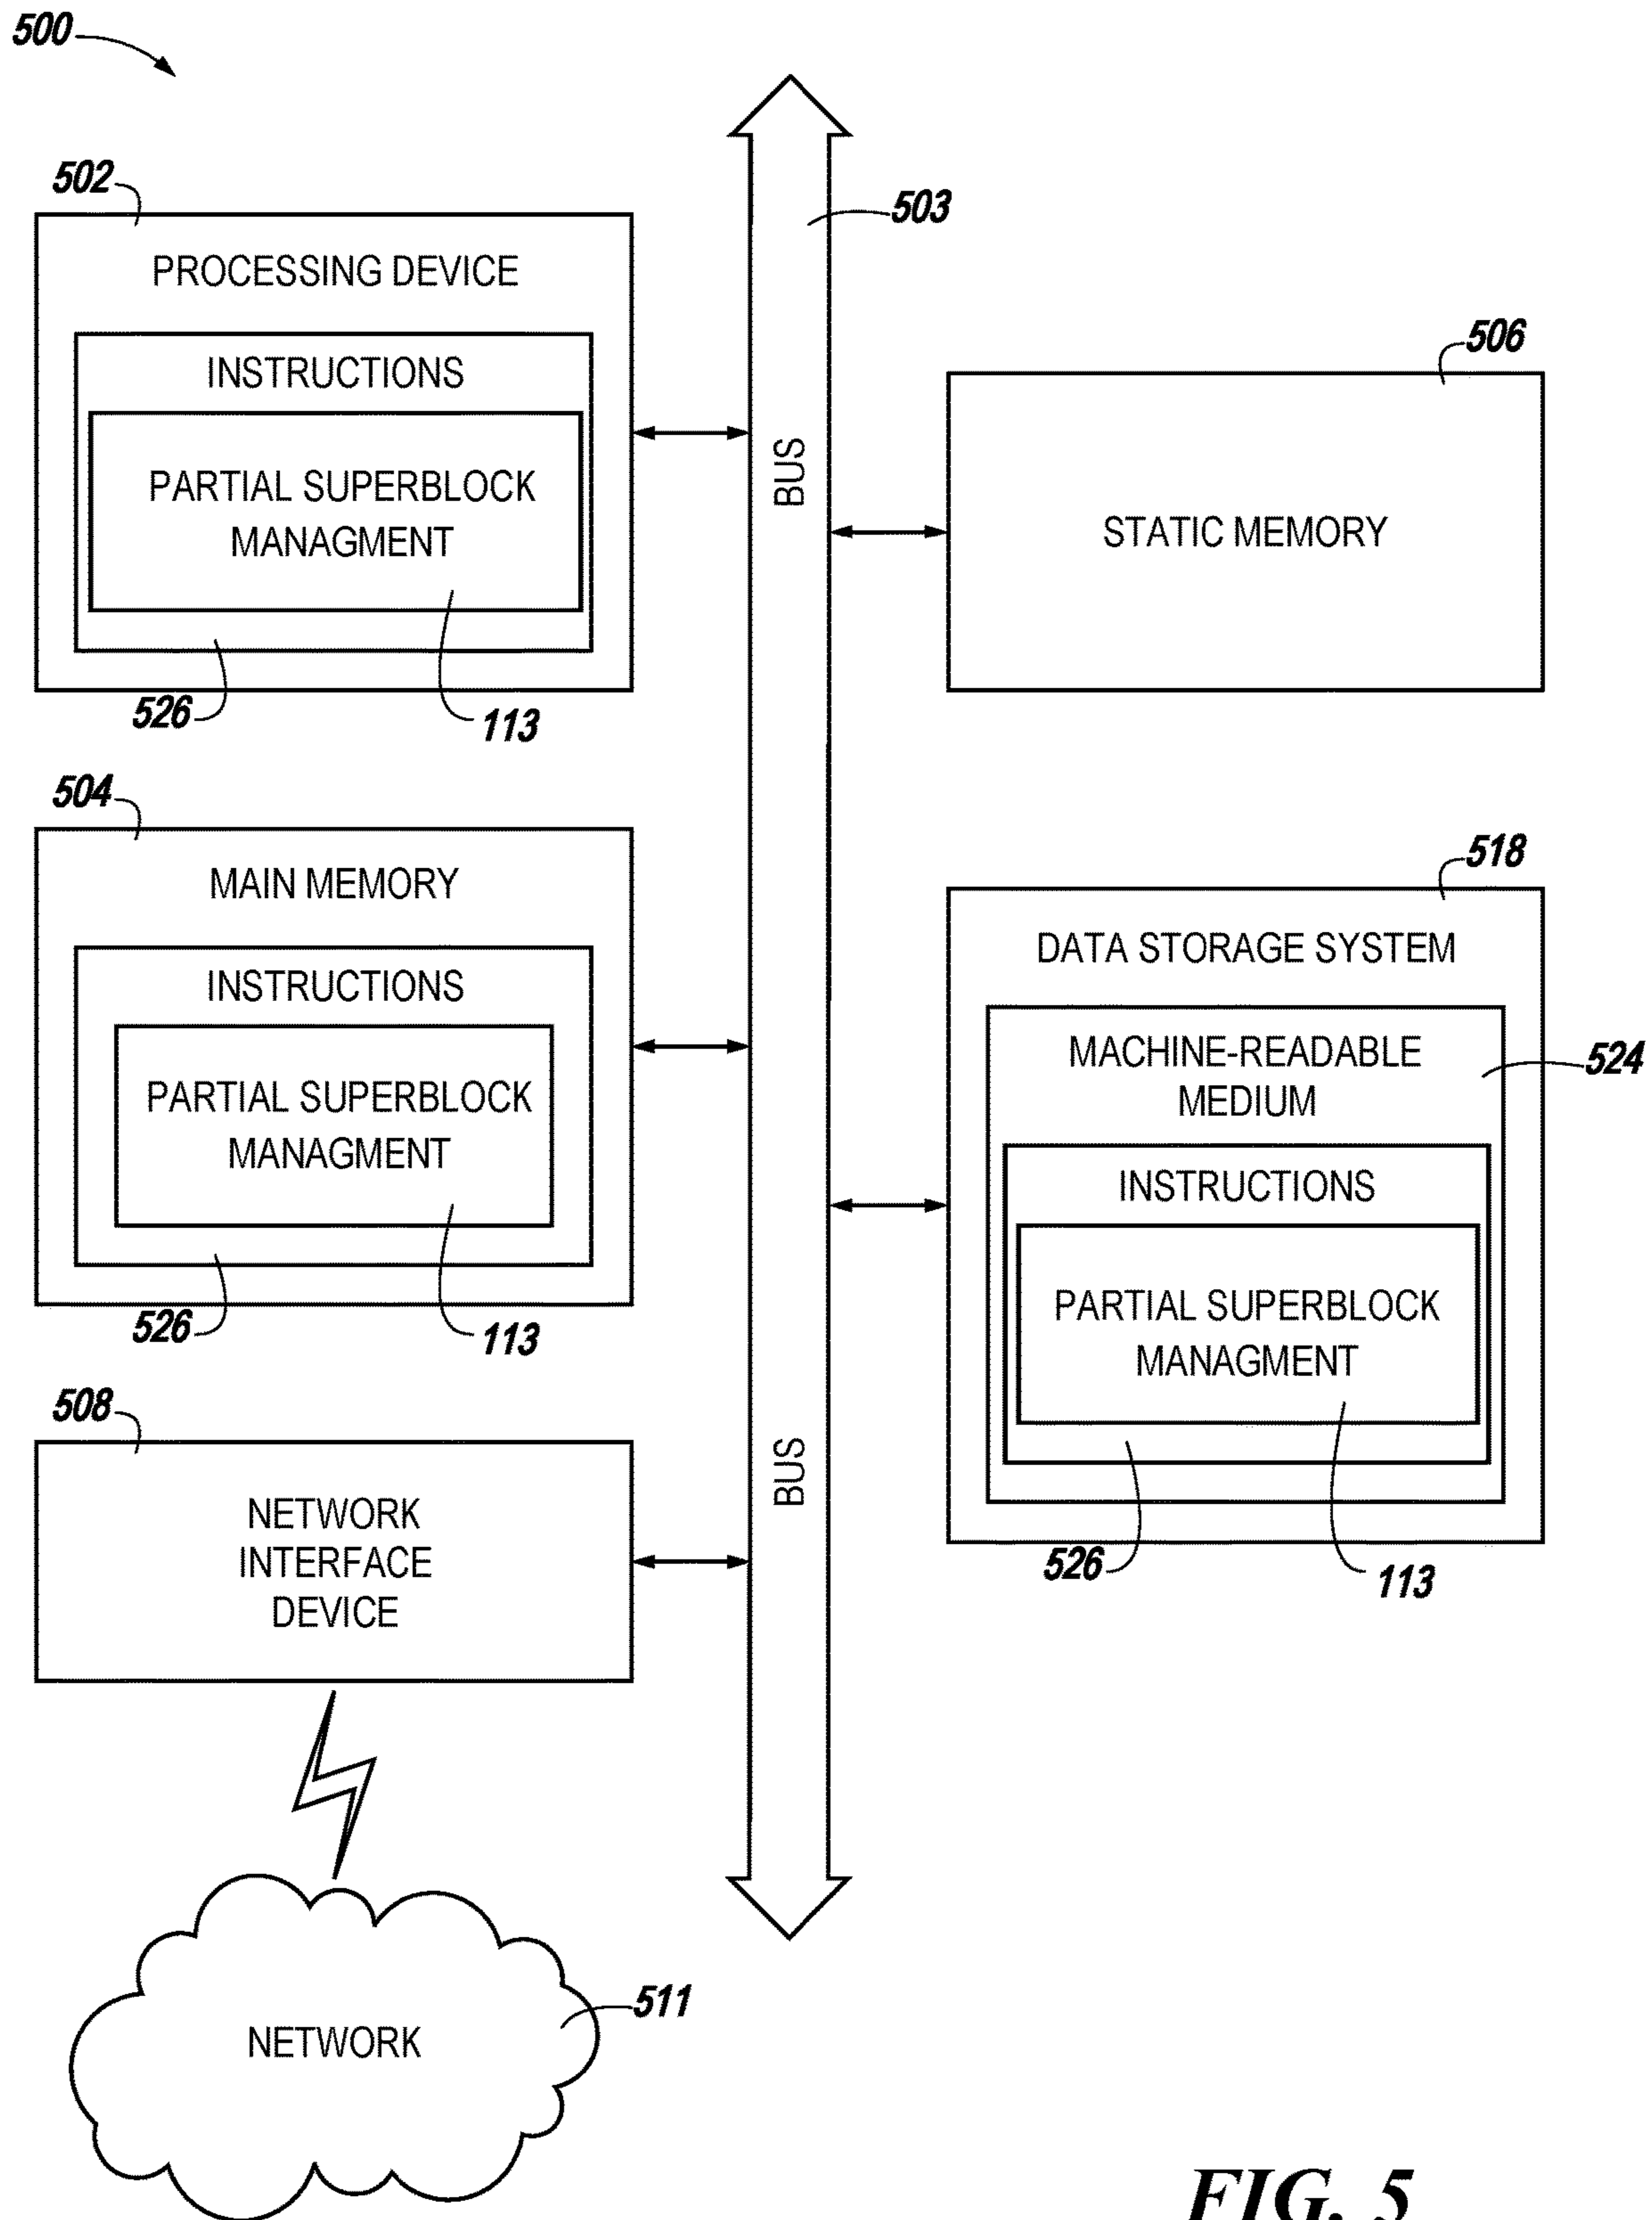 500
502
PROCESSING DEVICE
INSTRUCTIONS
PARTIAL SUPERBLOCK
MANAGMENT
526
113
503
BUS
506
STATIC MEMORY
504
MAIN MEMORY
INSTRUCTIONS
PARTIAL SUPERBLOCK
MANAGMENT
526
113
518
DATA STORAGE SYSTEM
MACHINE-READABLE
MEDIUM
524
INSTRUCTIONS
PARTIAL SUPERBLOCK
MANAGMENT
526
113
508
NETWORK
INTERFACE
DEVICE
BUS
511
NETWORK
FIG. 5